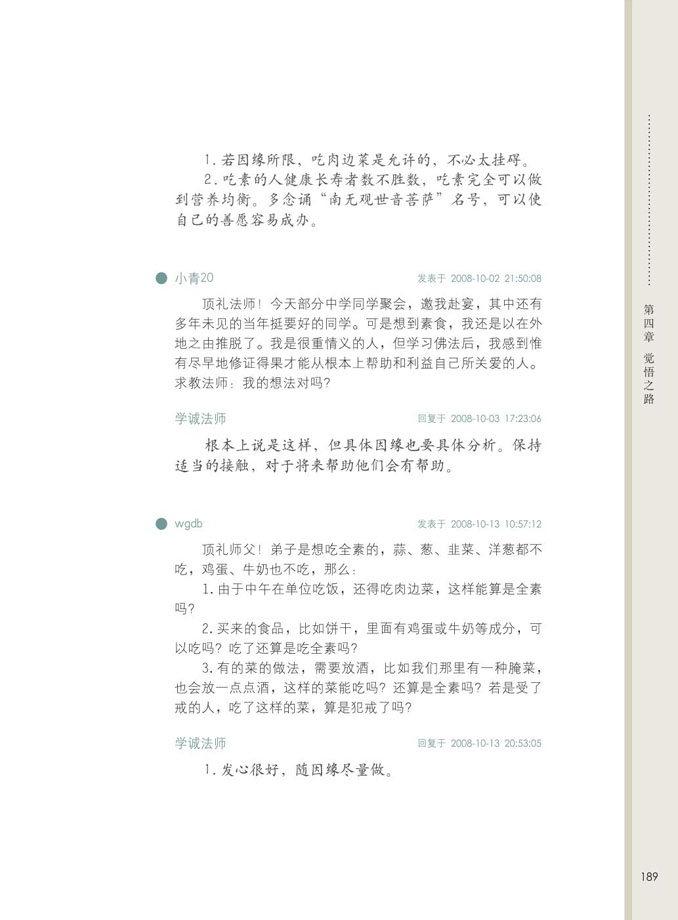 1. 若因缘所限，吃肉边菜是允许的，不必太挂碍。
2. 吃素的人健康长寿者数不胜数，吃素完全可以做
到营养均衡。多念诵“南无观世音菩萨”名号，可以使
自己的善愿容易成办。
小青20 发表于 2008-10-02 21:50:08
顶礼法师！今天部分中学同学聚会，邀我赴宴，其中还有
多年未见的当年挺要好的同学。可是想到素食，我还是以在外
地之由推脱了。我是很重情义的人，但学习佛法后，我感到惟
有尽早地修证得果才能从根本上帮助和利益自己所关爱的人。
求教法师：我的想法对吗？
学诚法师 回复于 2008-10-03 17:23:06
根本上说是这样，但具体因缘也要具体分析。保持
适当的接触，对于将来帮助他们会有帮助。
wgdb 发表于 2008-10-13 10:57:12
顶礼师父！弟子是想吃全素的，蒜、葱、韭菜、洋葱都不
吃，鸡蛋、牛奶也不吃，那么：
1. 由于中午在单位吃饭，还得吃肉边菜，这样能算是全素
吗？
2. 买来的食品，比如饼干，里面有鸡蛋或牛奶等成分，可
以吃吗？吃了还算是吃全素吗？
3. 有的菜的做法，需要放酒，比如我们那里有一种腌菜，
也会放一点点酒，这样的菜能吃吗？还算是全素吗？若是受了
戒的人，吃了这样的菜，算是犯戒了吗？
学诚法师 回复于 2008-10-13 20:53:05
1. 发心很好，随因缘尽量做。
第四章 觉悟之路
189